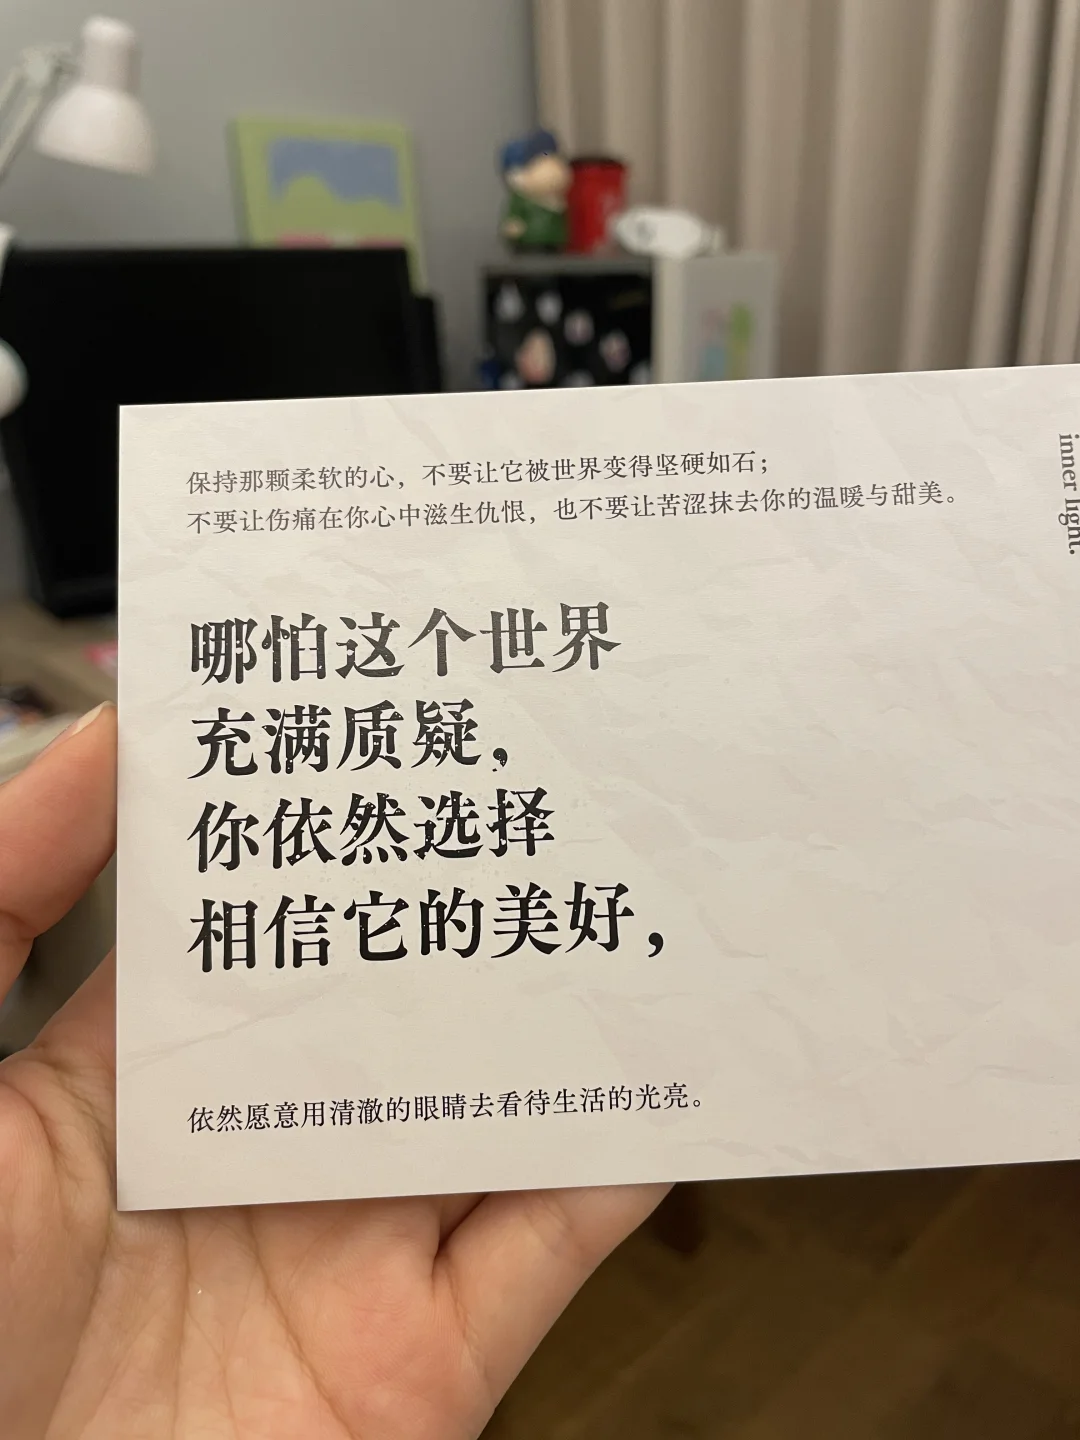 保持那颗柔软的心，不要让它被世界变得坚硬如石；
不要让伤痛在你心中滋生仇恨，也不要让苦涩抹去你的温暖与甜美。
哪怕这个世界
充满质疑，
你依然选择
相信它的美好，
依然愿意用清澈的眼睛去看待生活的光亮。
inner light.